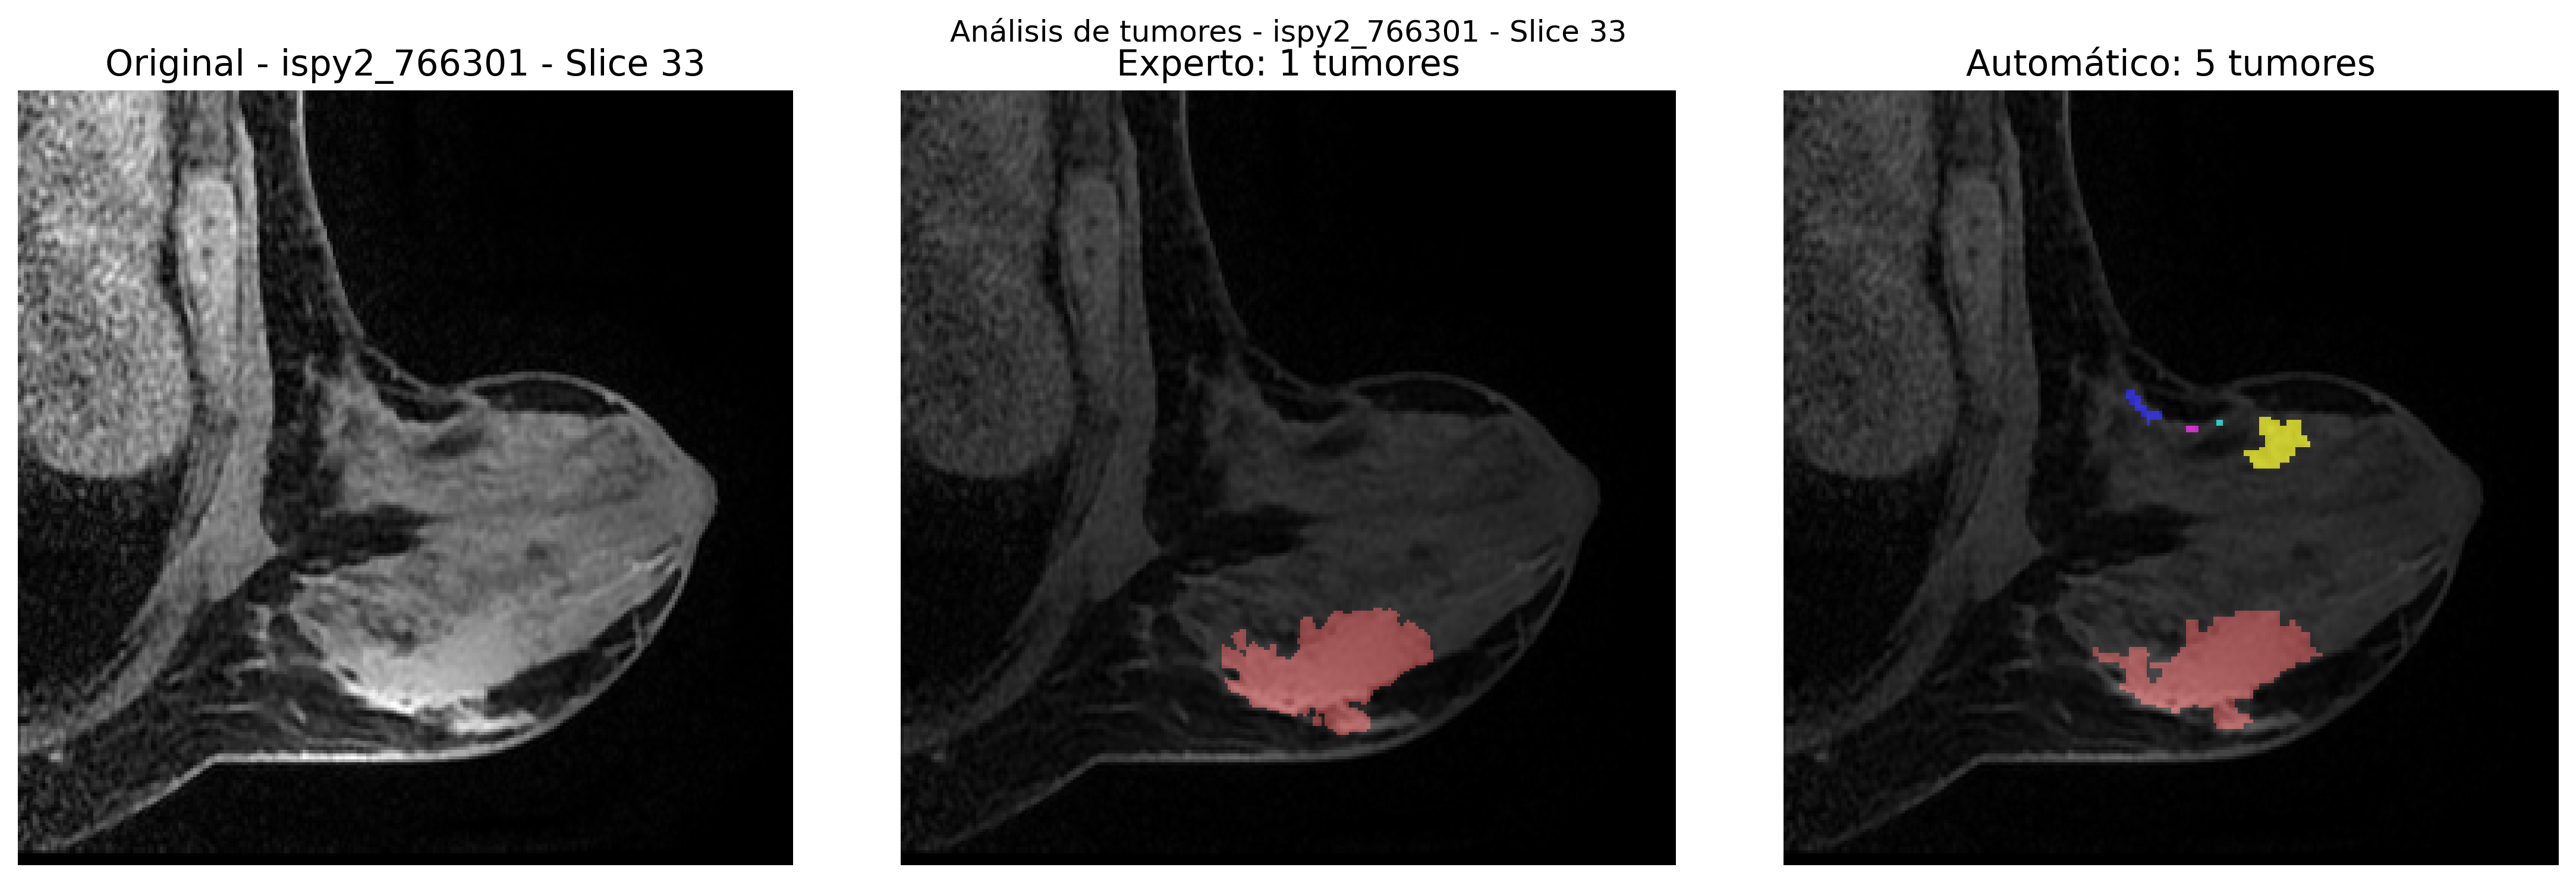 Análisis de tumores - ispy2_766301 - Slice 33
Original - ispy2_766301 - Slice 33
Experto: 1 tumores
Automático: 5 tumores